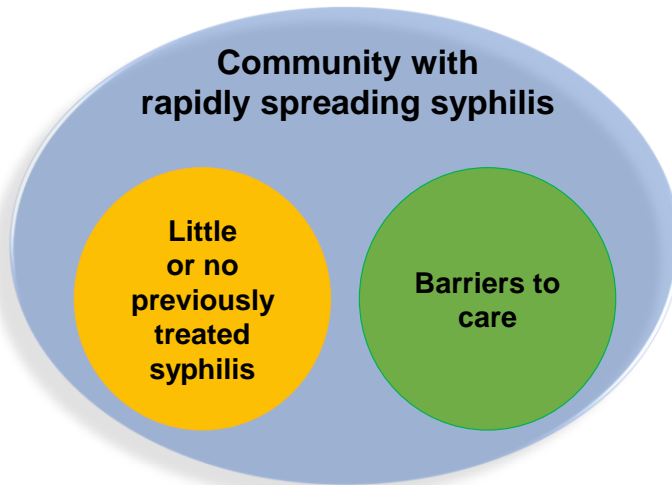 Community with
rapidly spreading syphilis
Little
or no
previously
treated
syphilis
Barriers to
care